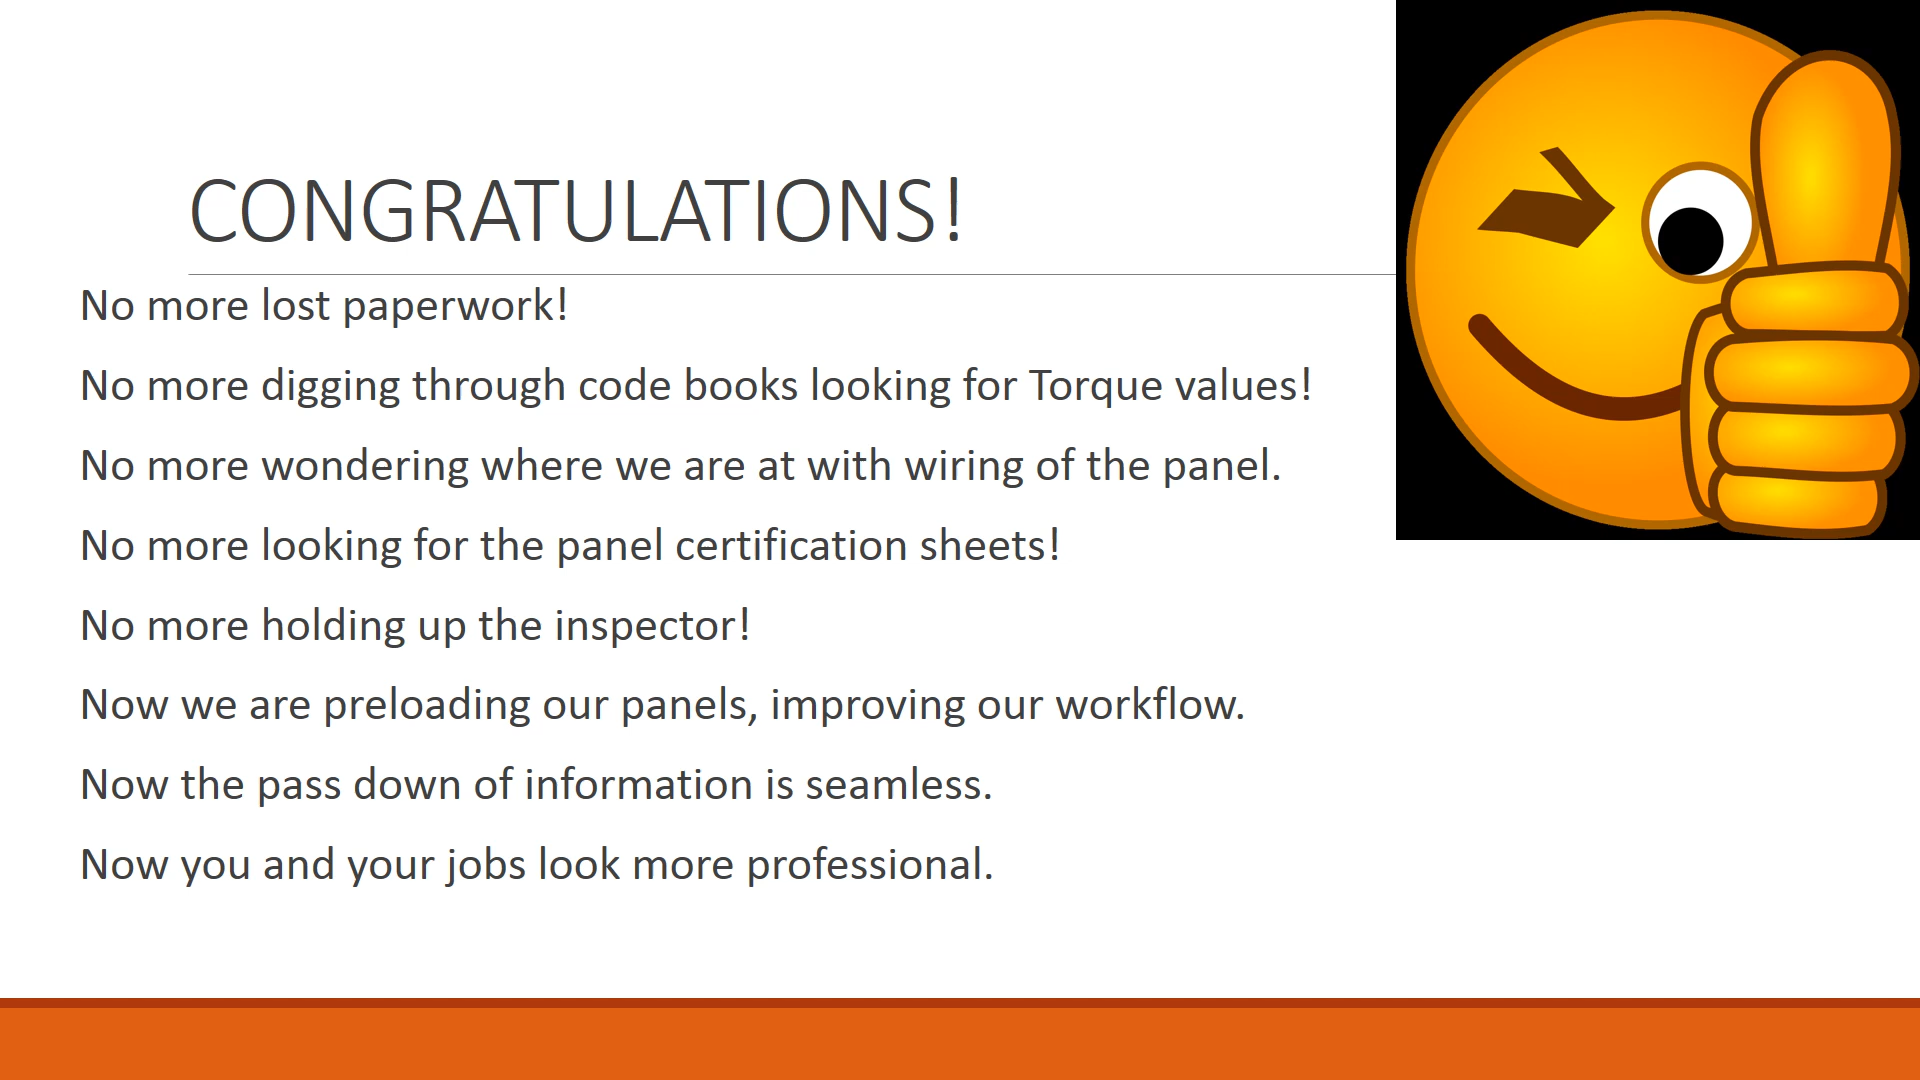 CONGRATULATIONS!
No more lost paperwork!
No more digging through code books looking for Torque values!
No more wondering where we are at with wiring of the panel.
No more looking for the panel certification sheets!
No more holding up the inspector!
Now we are preloading our panels, improving our workflow.
Now the pass down of information is seamless.
Now you and your jobs look more professional.